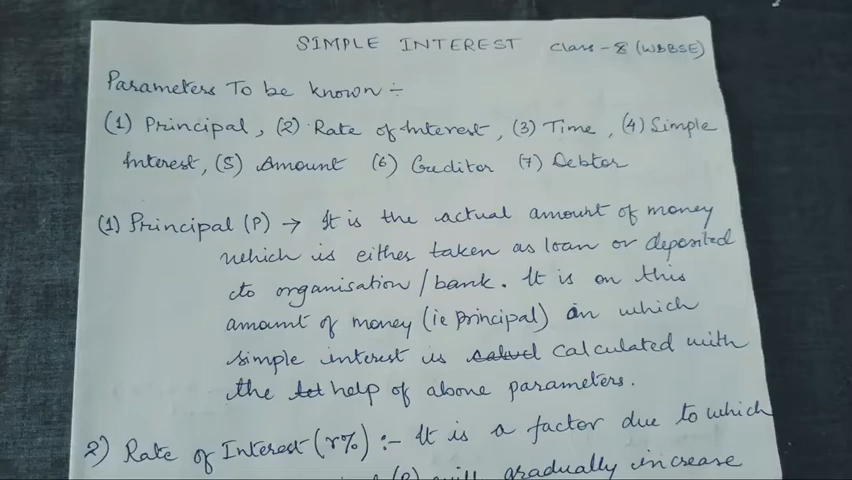 SIMPLE INTEREST Class - 8 (WBBSE)
Parameters To be known ÷
(1) Principal, (2) Rate of Interest, (3) Time, (4) Simple
Interest, (5) Amount (6) Creditor (7) Debtor
(1) Principal (P) → It is the actual amount of money
which is either taken as loan or deposited
to organisation/bank. It is on this
amount of money (ie principal) on which
simple interest is calculated with
the help of above parameters.
2) Rate of Interest (r%) :- It is a factor due to which
(P) will gradually increase